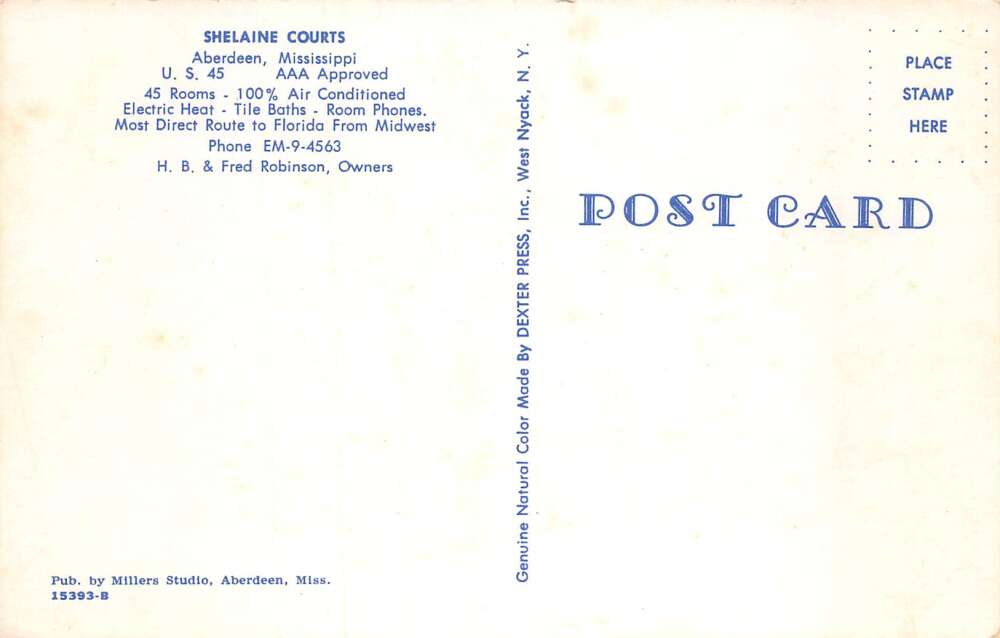 SHELAINE COURTS
Aberdeen, Mississippi
U. S. 45 AAA Approved
45 Rooms - 100% Air Conditioned
Electric Heat - Tile Baths - Room Phones.
Most Direct Route to Florida From Midwest
Phone EM-9-4563
H. B. & Fred Robinson, Owners
Pub. by Millers Studio, Aberdeen, Miss.
15393-B
Genuine Natural Color Made By DEXTER PRESS, Inc., West Nyack, N. Y.
PLACE
STAMP
HERE
POST CARD